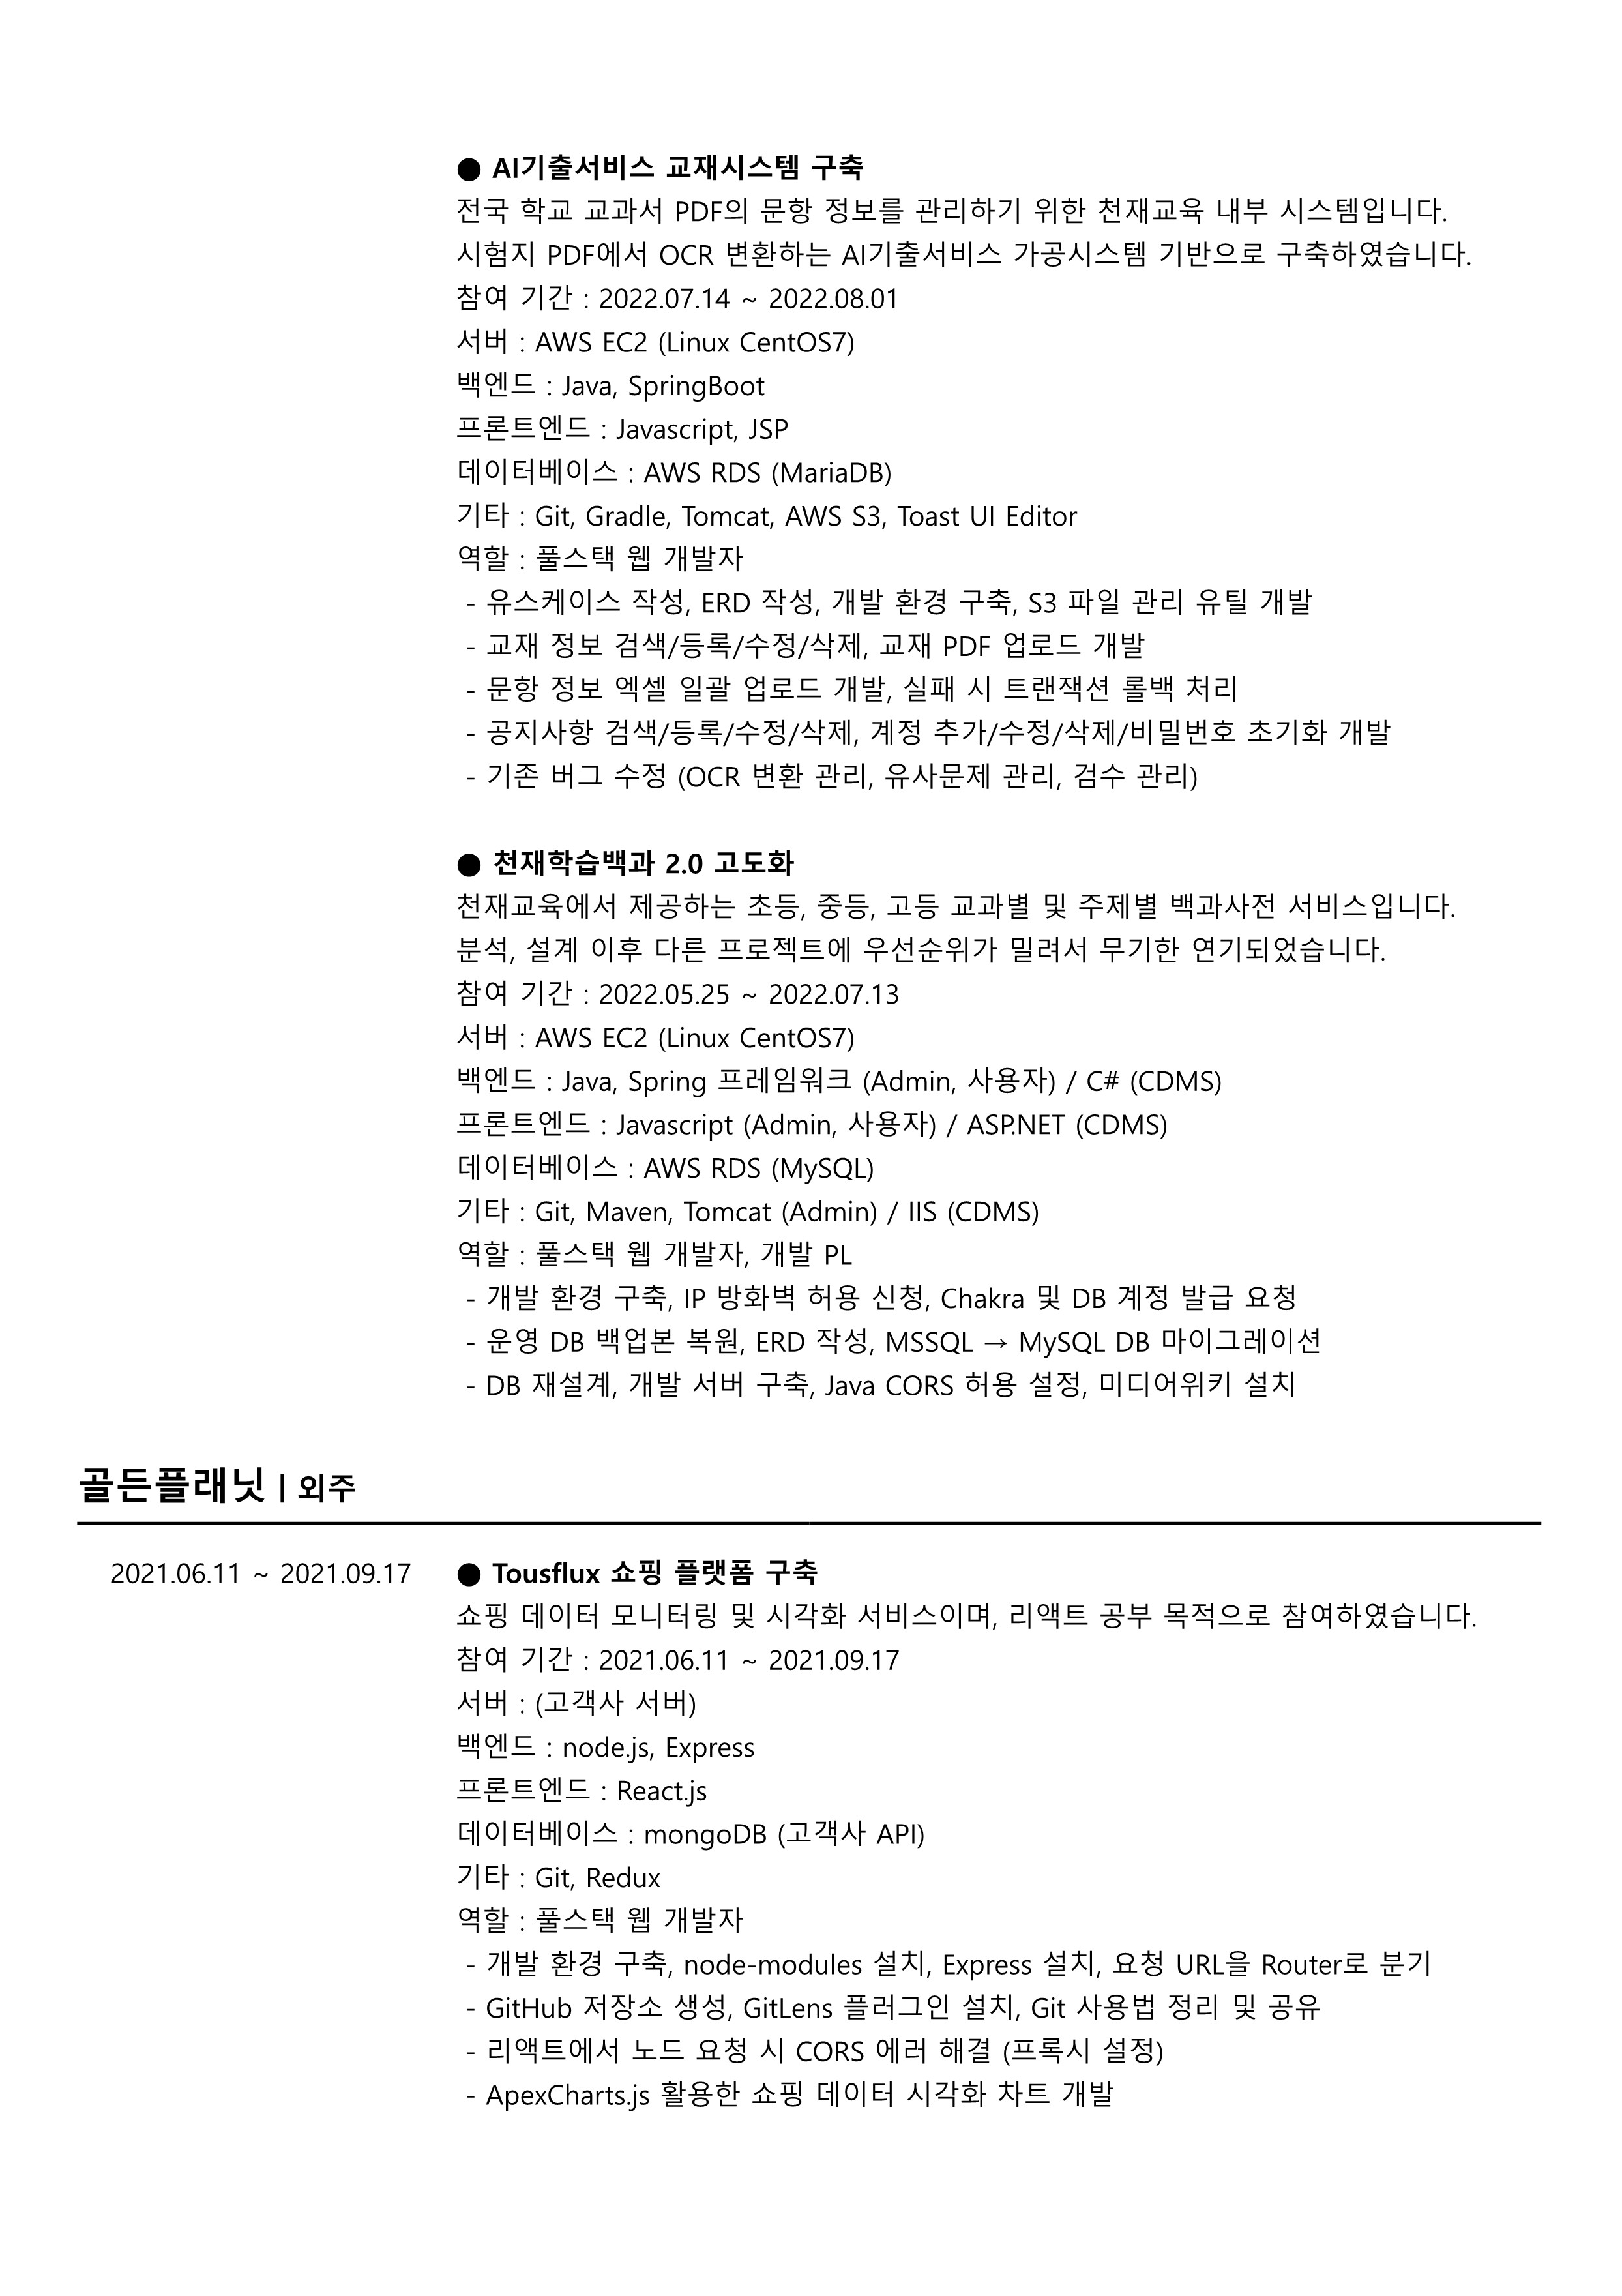 ● AI기출서비스 교재시스템 구축
전국 학교 교과서 PDF의 문항 정보를 관리하기 위한 천재교육 내부 시스템입니다.
시험지 PDF에서 OCR 변환하는 AI기출서비스 가공시스템 기반으로 구축하였습니다.
참여 기간 : 2022.07.14 ~ 2022.08.01
서버 : AWS EC2 (Linux CentOS7)
백엔드 : Java, SpringBoot
프론트엔드 : Javascript, JSP
데이터베이스 : AWS RDS (MariaDB)
기타 : Git, Gradle, Tomcat, AWS S3, Toast UI Editor
역할 : 풀스택 웹 개발자
- 유스케이스 작성, ERD 작성, 개발 환경 구축, S3 파일 관리 유틸 개발
- 교재 정보 검색/등록/수정/삭제, 교재 PDF 업로드 개발
- 문항 정보 엑셀 일괄 업로드 개발, 실패 시 트랜잭션 롤백 처리
- 공지사항 검색/등록/수정/삭제, 계정 추가/수정/삭제/비밀번호 초기화 개발
- 기존 버그 수정 (OCR 변환 관리, 유사문제 관리, 검수 관리)
● 천재학습백과 2.0 고도화
천재교육에서 제공하는 초등, 중등, 고등 교과별 및 주제별 백과사전 서비스입니다.
분석, 설계 이후 다른 프로젝트에 우선순위가 밀려서 무기한 연기되었습니다.
참여 기간 : 2022.05.25 ~ 2022.07.13
서버 : AWS EC2 (Linux CentOS7)
백엔드 : Java, Spring 프레임워크 (Admin, 사용자) / C# (CDMS)
프론트엔드 : Javascript (Admin, 사용자) / ASP.NET (CDMS)
데이터베이스 : AWS RDS (MySQL)
기타 : Git, Maven, Tomcat (Admin) / IIS (CDMS)
역할 : 풀스택 웹 개발자, 개발 PL
- 개발 환경 구축, IP 방화벽 허용 신청, Chakra 및 DB 계정 발급 요청
- 운영 DB 백업본 복원, ERD 작성, MSSQL → MySQL DB 마이그레이션
- DB 재설계, 개발 서버 구축, Java CORS 허용 설정, 미디어위키 설치
골든플래닛 | 외주
2021.06.11 ~ 2021.09.17 ● Tousflux 쇼핑 플랫폼 구축
쇼핑 데이터 모니터링 및 시각화 서비스이며, 리액트 공부 목적으로 참여하였습니다.
참여 기간 : 2021.06.11 ~ 2021.09.17
서버 : (고객사 서버)
백엔드 : node.js, Express
프론트엔드 : React.js
데이터베이스 : mongoDB (고객사 API)
기타 : Git, Redux
역할 : 풀스택 웹 개발자
- 개발 환경 구축, node-modules 설치, Express 설치, 요청 URL을 Router로 분기
- GitHub 저장소 생성, GitLens 플러그인 설치, Git 사용법 정리 및 공유
- 리액트에서 노드 요청 시 CORS 에러 해결 (프록시 설정)
- ApexCharts.js 활용한 쇼핑 데이터 시각화 차트 개발